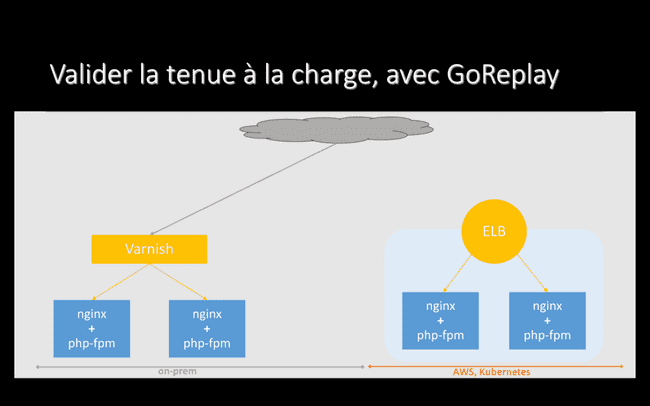 Valider la tenue à la charge, avec GoReplay
Varnish
ELB
nginx
+
php-fpm
nginx
+
php-fpm
nginx
+
php-fpm
nginx
+
php-fpm
on-prem
AWS, Kubernetes